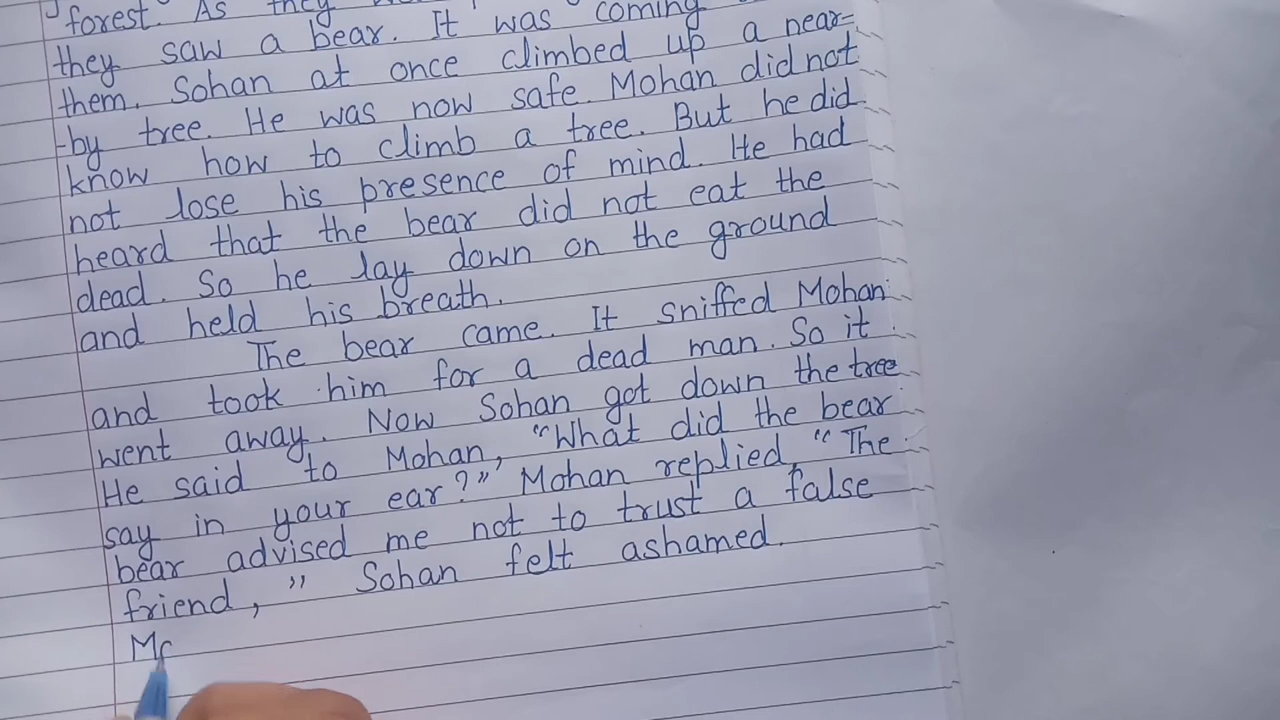 forest. As they
they saw a bear. It was coming
them. Sohan at once climbed up a near=
-by tree. He was now safe. Mohan did not
know how to climb a tree. But he did
not lose his presence of mind. He had
heard that the bear did not eat the
dead. So he lay down on the ground
and held his breath.
The bear came. It sniffed Mohan
and took him for a dead man. So it
went away. Now Sohan got down the tree
He said to Mohan, "What did the bear
say in your ear?" Mohan replied, "The
bear advised me not to trust a false
friend," Sohan felt ashamed.